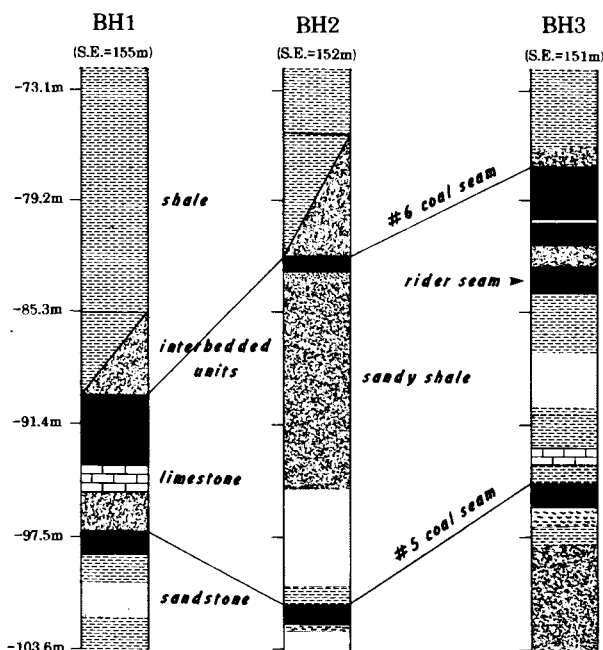 BH1
(S.E.=155m)
BH2
(S.E.=152m)
BH3
(S.E.=151m)
-73.1m
-79.2m
-85.3m
-91.4m
-97.5m
-103.6m
shale
interbedded
units
limestone
sandstone
sandy shale
#6 coal seam
rider seam
#5 coal seam